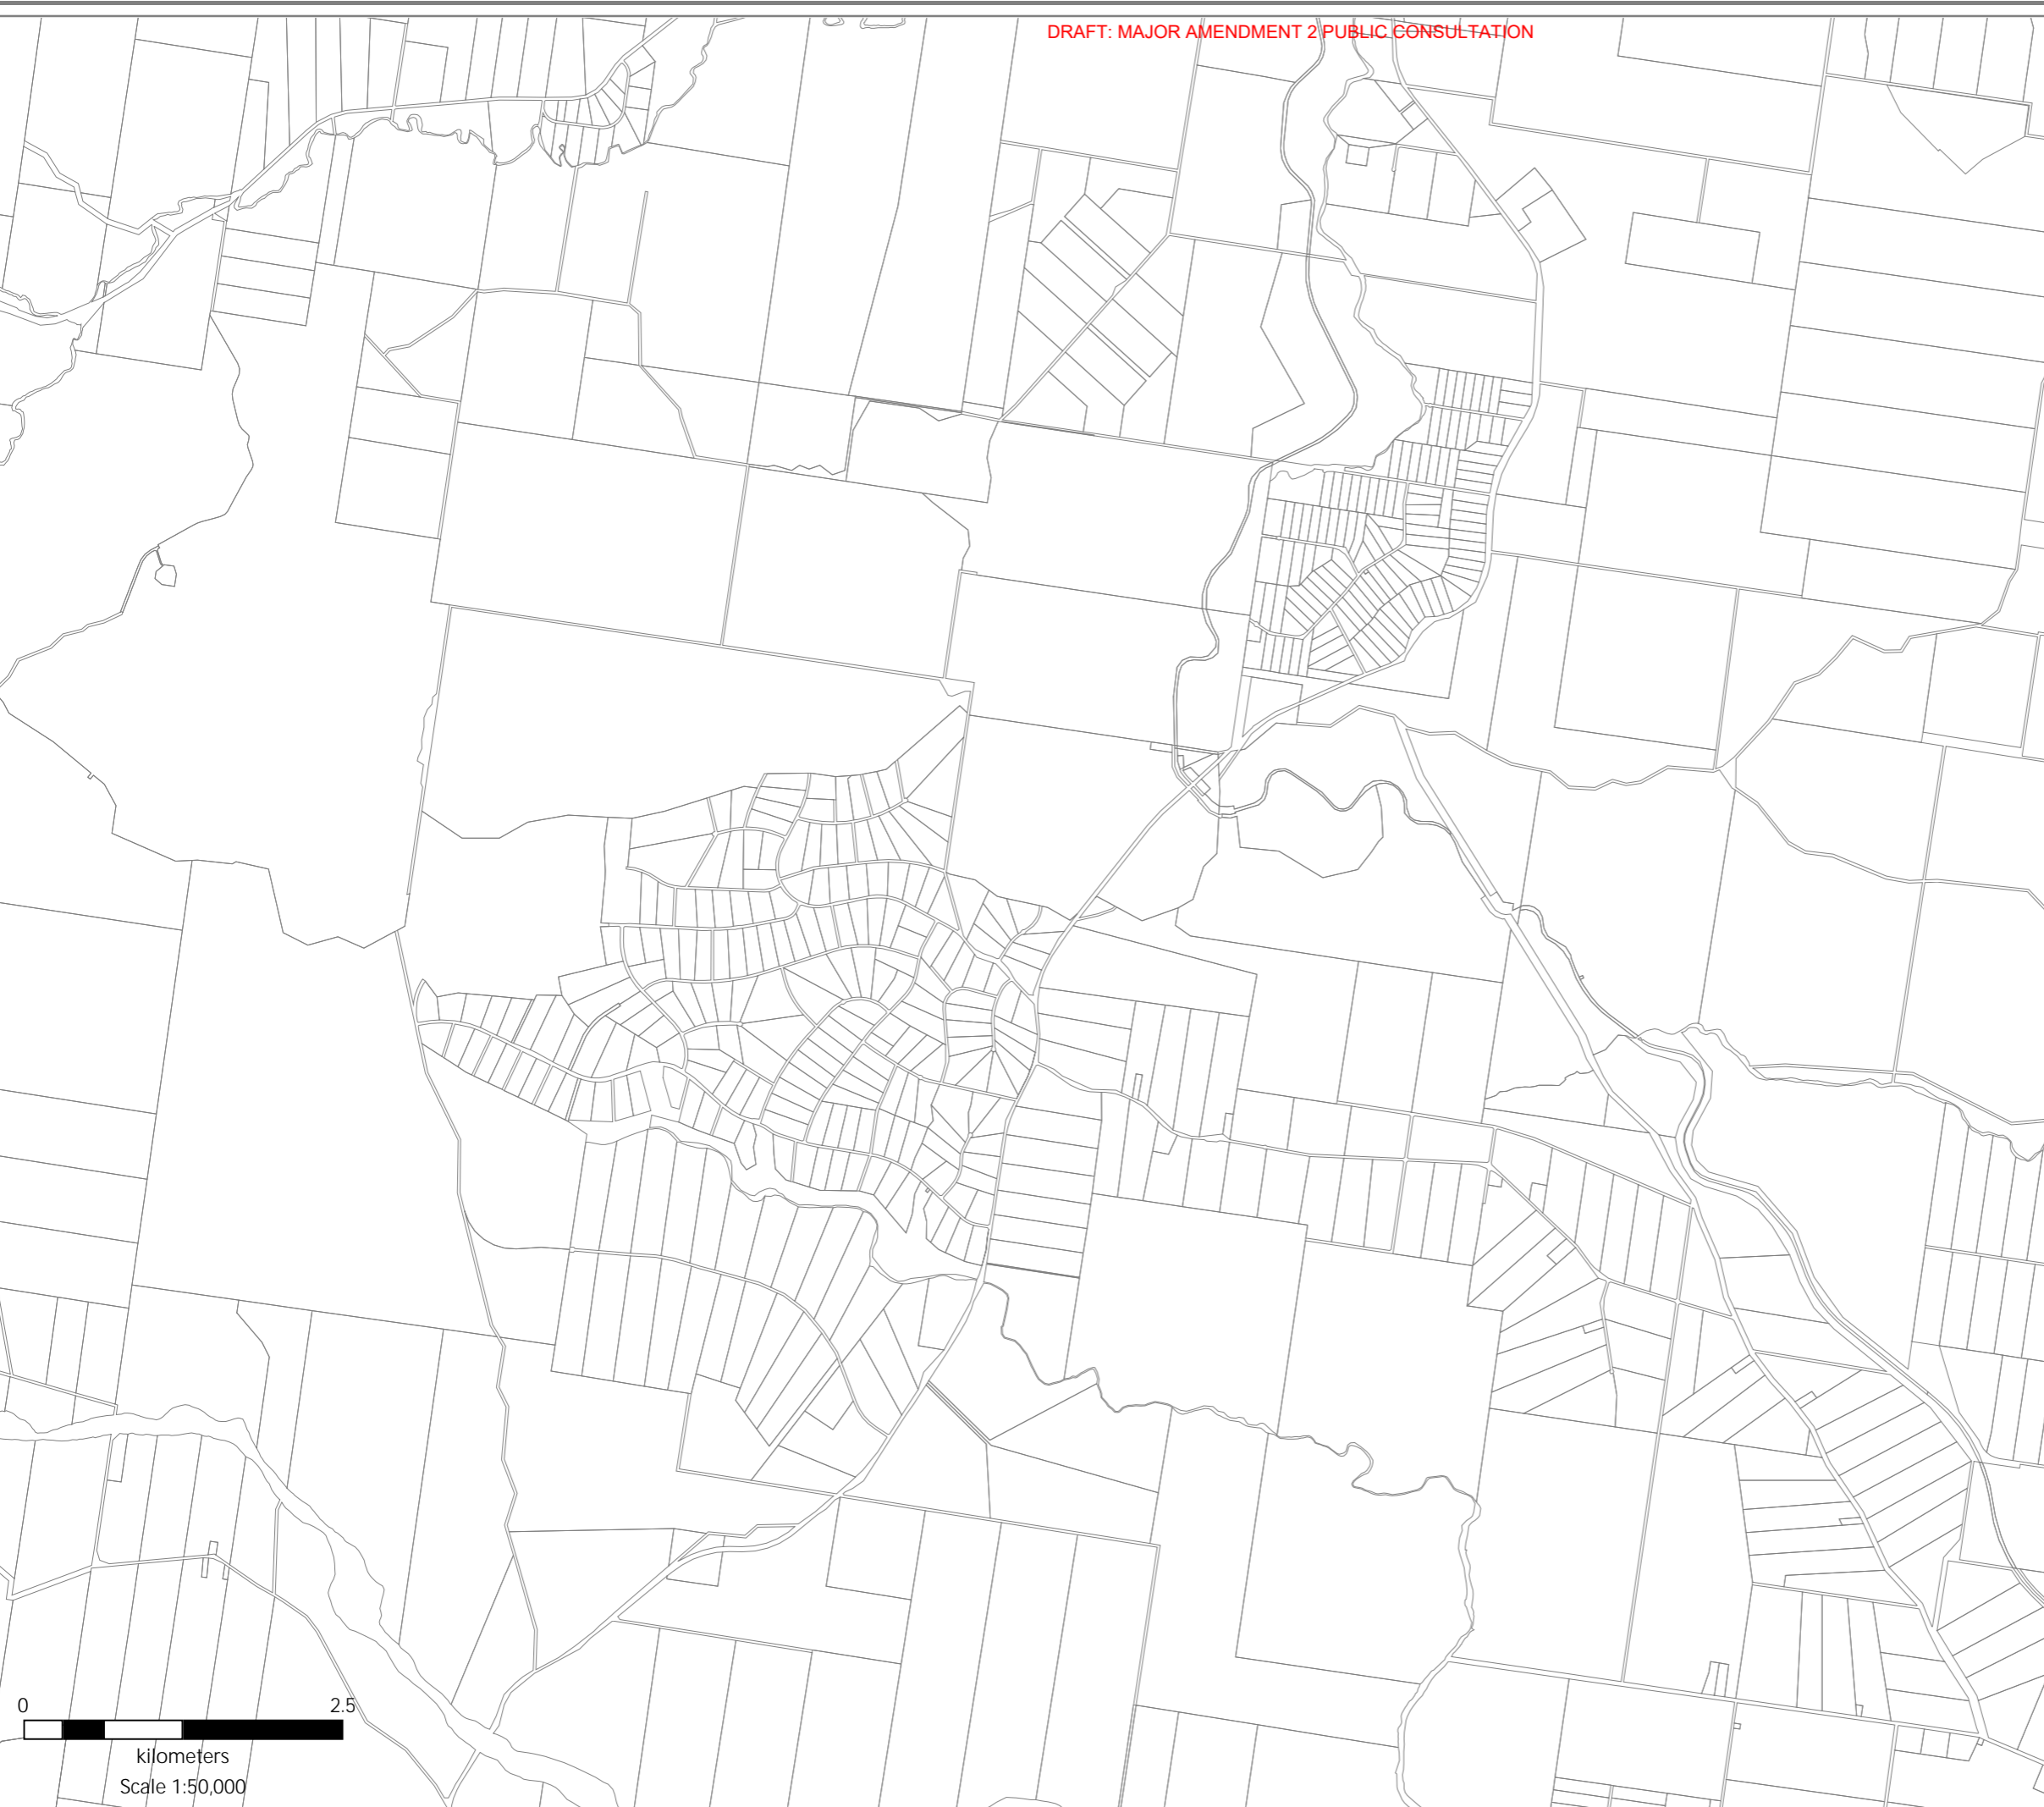 DRAFT: MAJOR AMENDMENT 2 PUBLIC CONSULTATION
0 2.5
kilometers
Scale 1:50,000